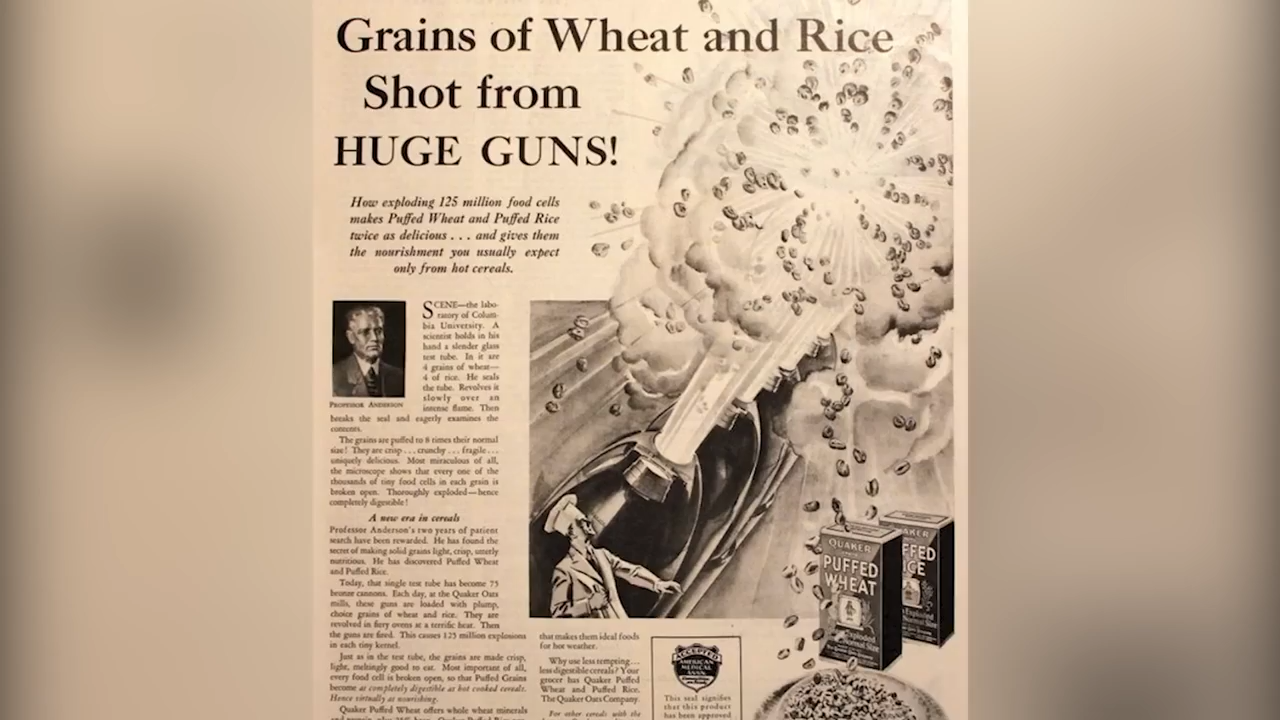 Grains of Wheat and Rice
Shot from
HUGE GUNS!
How exploding 125 million food cells
makes Puffed Wheat and Puffed Rice
twice as delicious . . . and gives them
the nourishment you usually expect
only from hot cereals.
PROFESSOR ANDERSON
SCENE—the labo-
ratory of Colum-
bia University. A
scientist holds in his
hand a slender glass
test tube. In it are
4 grains of wheat—
4 of rice. He seals
the tube. Revolves it
slowly over an
intense flame. Then
breaks the seal and eagerly examines the
contents.
The grains are puffed to 8 times their normal
size! They are crisp . . . crunchy . . . fragile . . .
uniquely delicious. Most miraculous of all,
the microscope shows that every one of the
thousands of tiny food cells in each grain is
broken open. Thoroughly exploded—hence
completely digestible!
A new era in cereals
Professor Anderson's two years of patient
search have been rewarded. He has found the
secret of making solid grains light, crisp, utterly
nutritious. He has discovered Puffed Wheat
and Puffed Rice.
Today, that single test tube has become 75
bronze cannons. Each day, at the Quaker Oats
mills, these guns are loaded with plump,
choice grains of wheat and rice. They are
revolved in fiery ovens at a terrific heat. Then
the guns are fired. This causes 125 million explosions
in each tiny kernel.
Just as in the test tube, the grains are made crisp,
light, meltingly good to eat. Most important of all,
every food cell is broken open, so that Puffed Grains
become as completely digestible as hot cooked cereals.
Hence virtually as nourishing.
Quaker Puffed Wheat offers whole wheat minerals
that makes them ideal foods
for hot weather.
Why use less tempting...
less digestible cereals? Your
grocer has Quaker Puffed
Wheat and Puffed Rice.
The Quaker Oats Company.
For other cereals with the
ACCEPTED
AMERICAN
MEDICAL
ASSN.
This seal signifies
that this product
has been approved
QUAKER
PUFFED
WHEAT
Exploded
Normal Size
FFED
ICE
Exploded
Normal Size